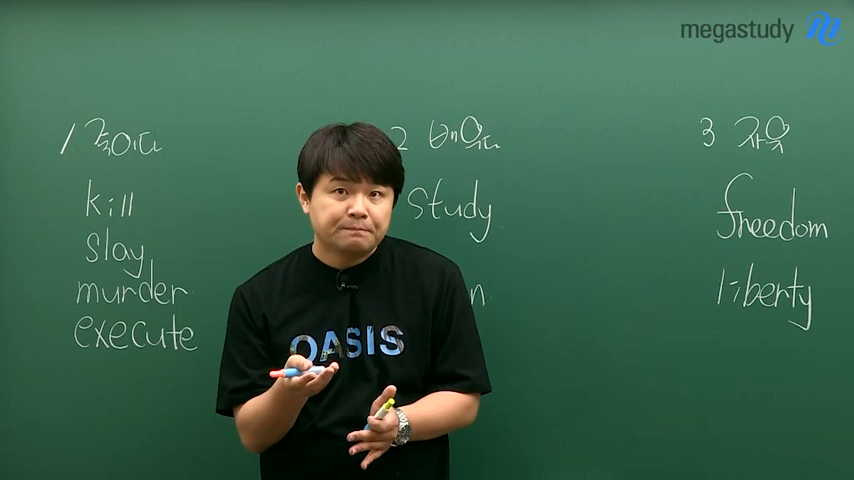 megastudy
1 죽이다
kill
slay
murder
execute
2 배우다
study
n
3 자유
freedom
liberty
OASIS